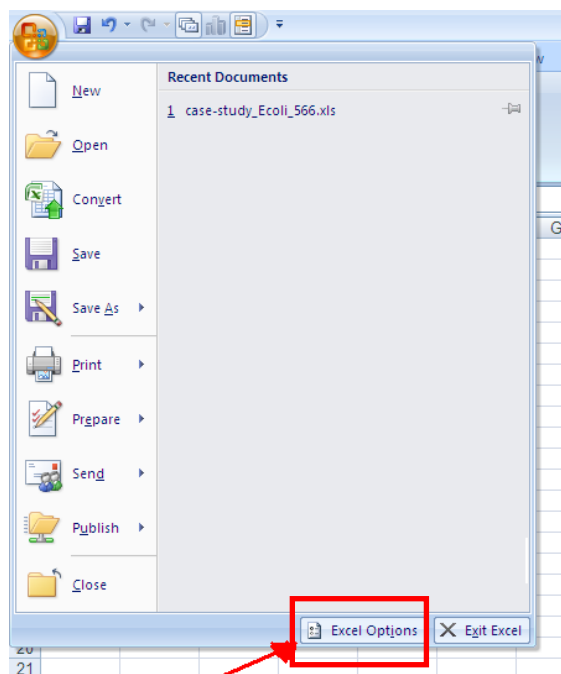 Recent Documents
New
1 case-study_Ecoli_566.xls
Open
Convert
G
Save
Save As
Print
Prepare
Send
Publish
Close
Excel Options
Exit Excel
20
21